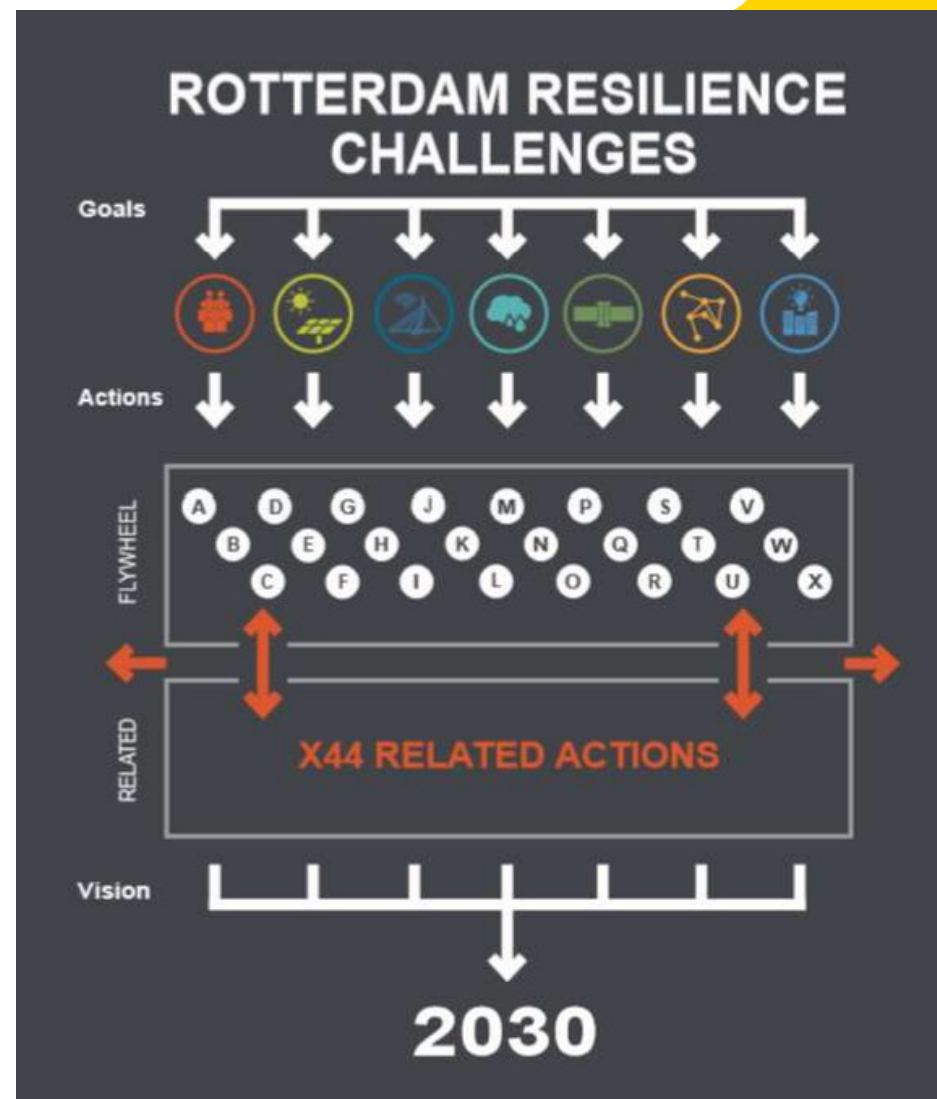 ROTTERDAM RESILIENCE
CHALLENGES
Goals
Actions
FLYWHEEL
A D G J M P S V
B E H K N Q T W
C F I L O R U X
RELATED
X44 RELATED ACTIONS
Vision
2030